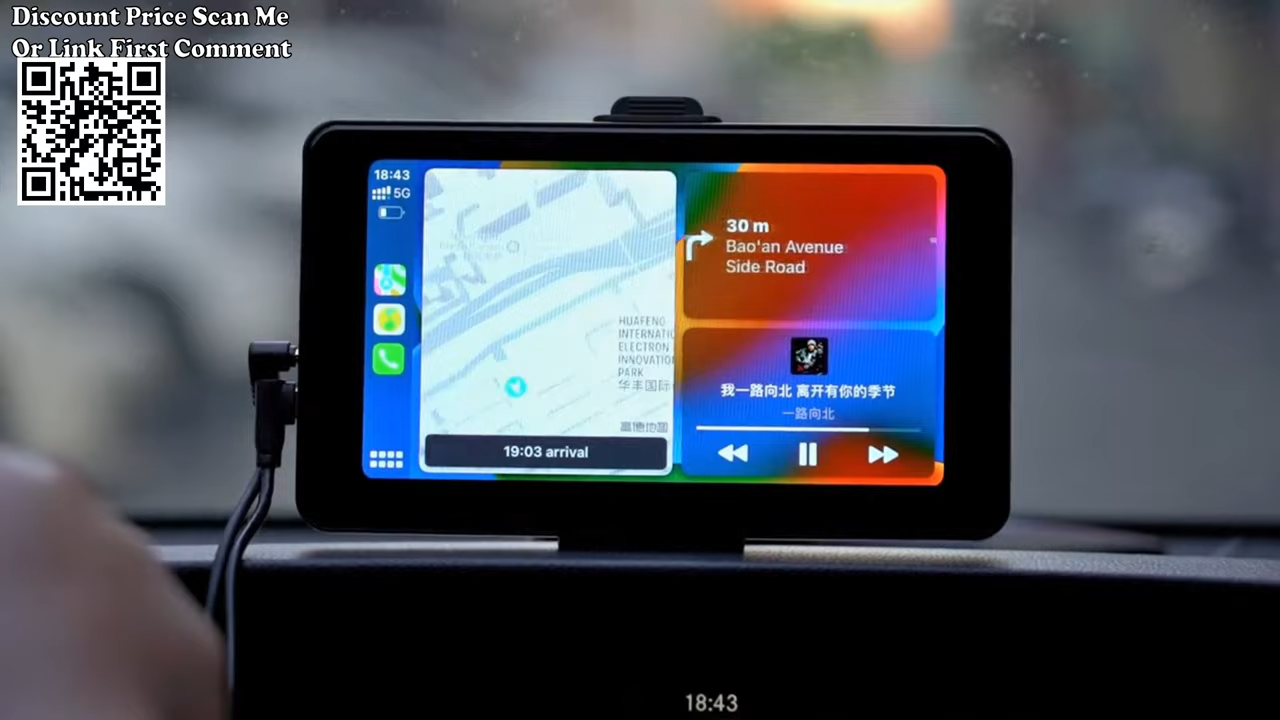 Discount Price Scan Me
Or Link First Comment
18:43
5G
30 m
Bao'an Avenue
Side Road
HUAFENG
INTERNATIO
ELECTRON
INNOVATION
PARK
华丰国际
高德地图
19:03 arrival
我一路向北 离开有你的季节
一路向北
18:43